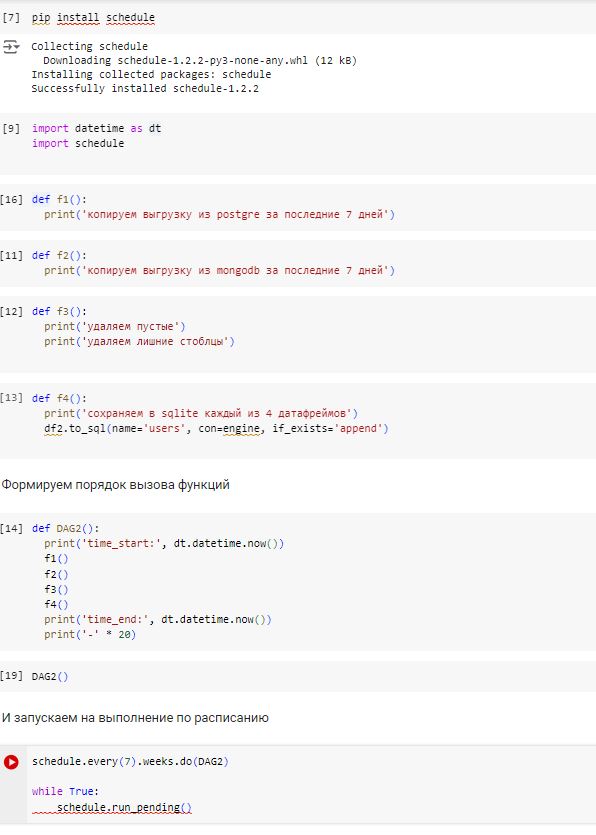 [7] pip install schedule
Collecting schedule
Downloading schedule-1.2.2-py3-none-any.whl (12 kB)
Installing collected packages: schedule
Successfully installed schedule-1.2.2
[9] import datetime as dt
import schedule
[16] def f1():
print('копируем выгрузку из postgre за последние 7 дней')
[11] def f2():
print('копируем выгрузку из mongodb за последние 7 дней')
[12] def f3():
print('удаляем пустые')
print('удаляем лишние стоблцы')
[13] def f4():
print('сохраняем в sqlite каждый из 4 датафреймов')
df2.to_sql(name='users', con=engine, if_exists='append')
Формируем порядок вызова функций
[14] def DAG2():
print('time_start:', dt.datetime.now())
f1()
f2()
f3()
f4()
print('time_end:', dt.datetime.now())
print('-' * 20)
[19] DAG2()
И запускаем на выполнение по расписанию
schedule.every(7).weeks.do(DAG2)
while True:
schedule.run_pending()